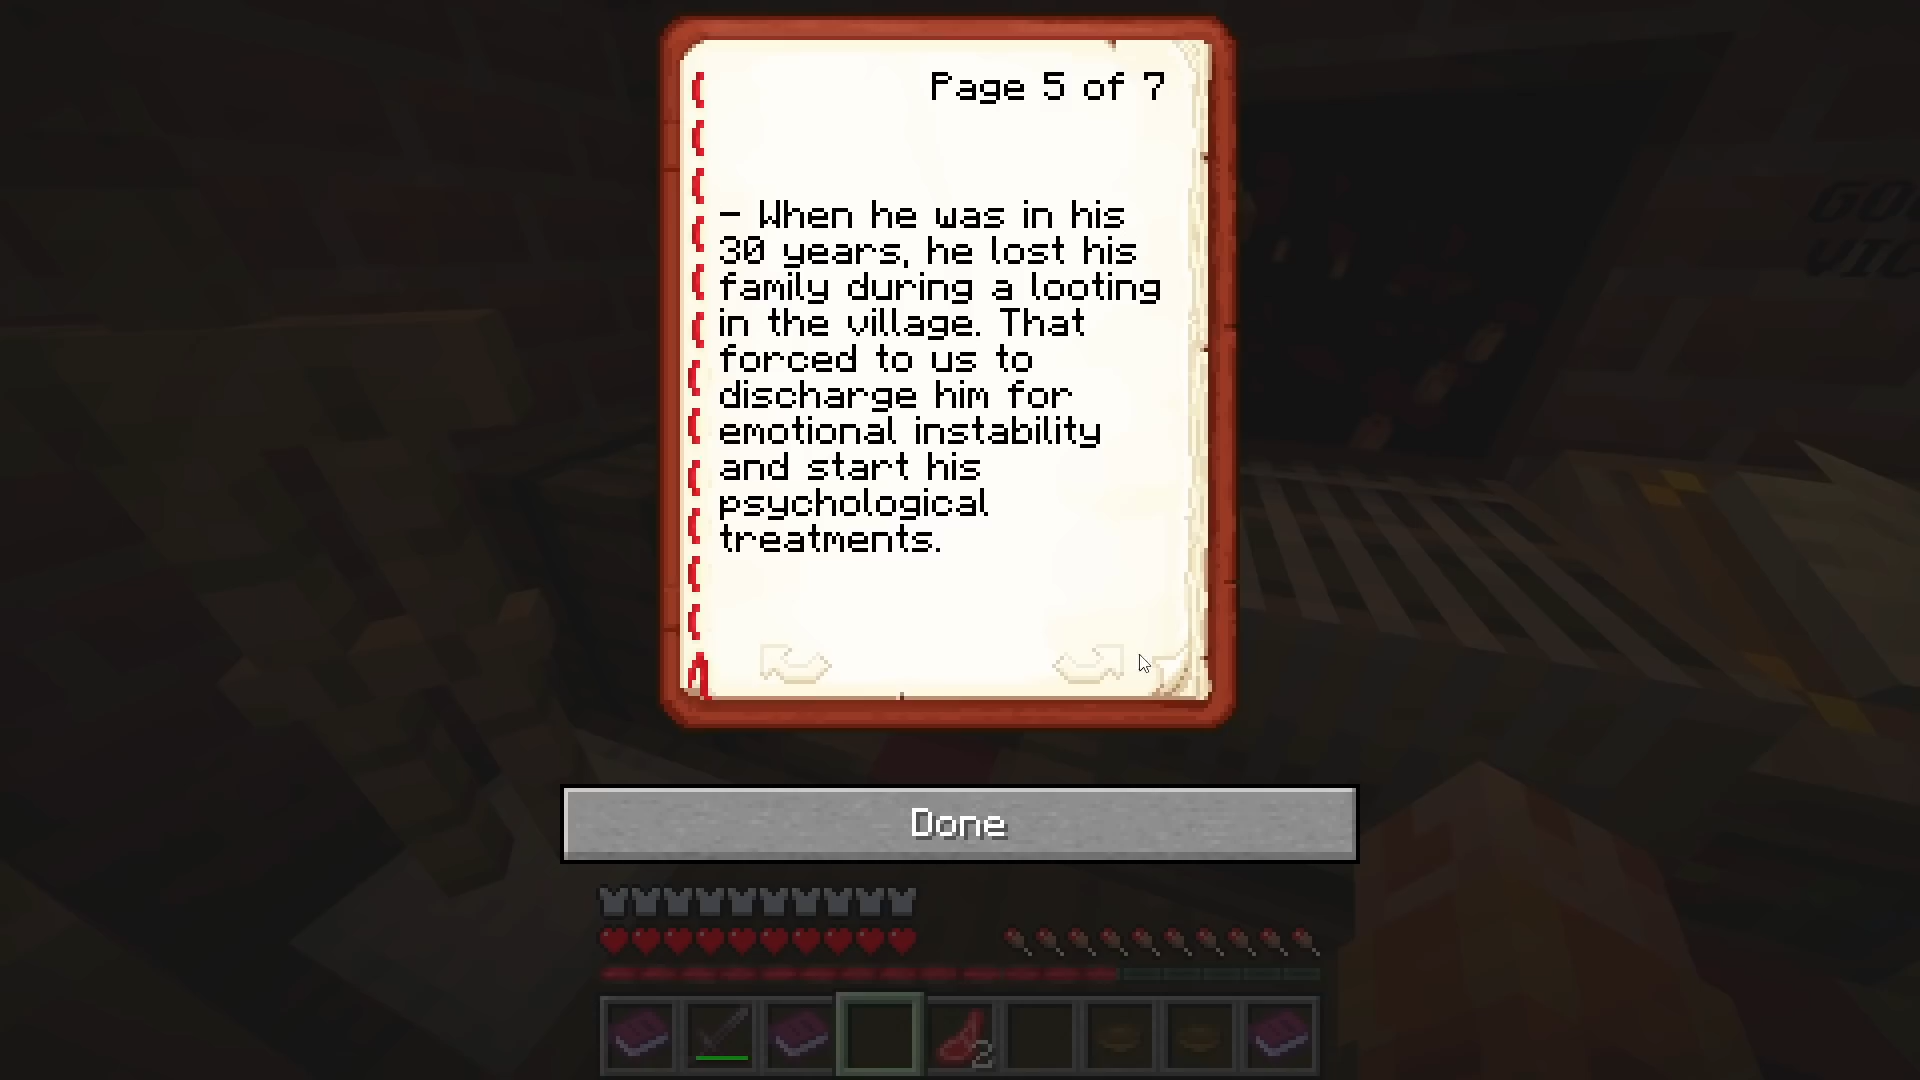 Page 5 of 7
- When he was in his
30 years, he lost his
family during a looting
in the village. That
forced to us to
discharge him for
emotional instability
and start his
psychological
treatments.
Done
2